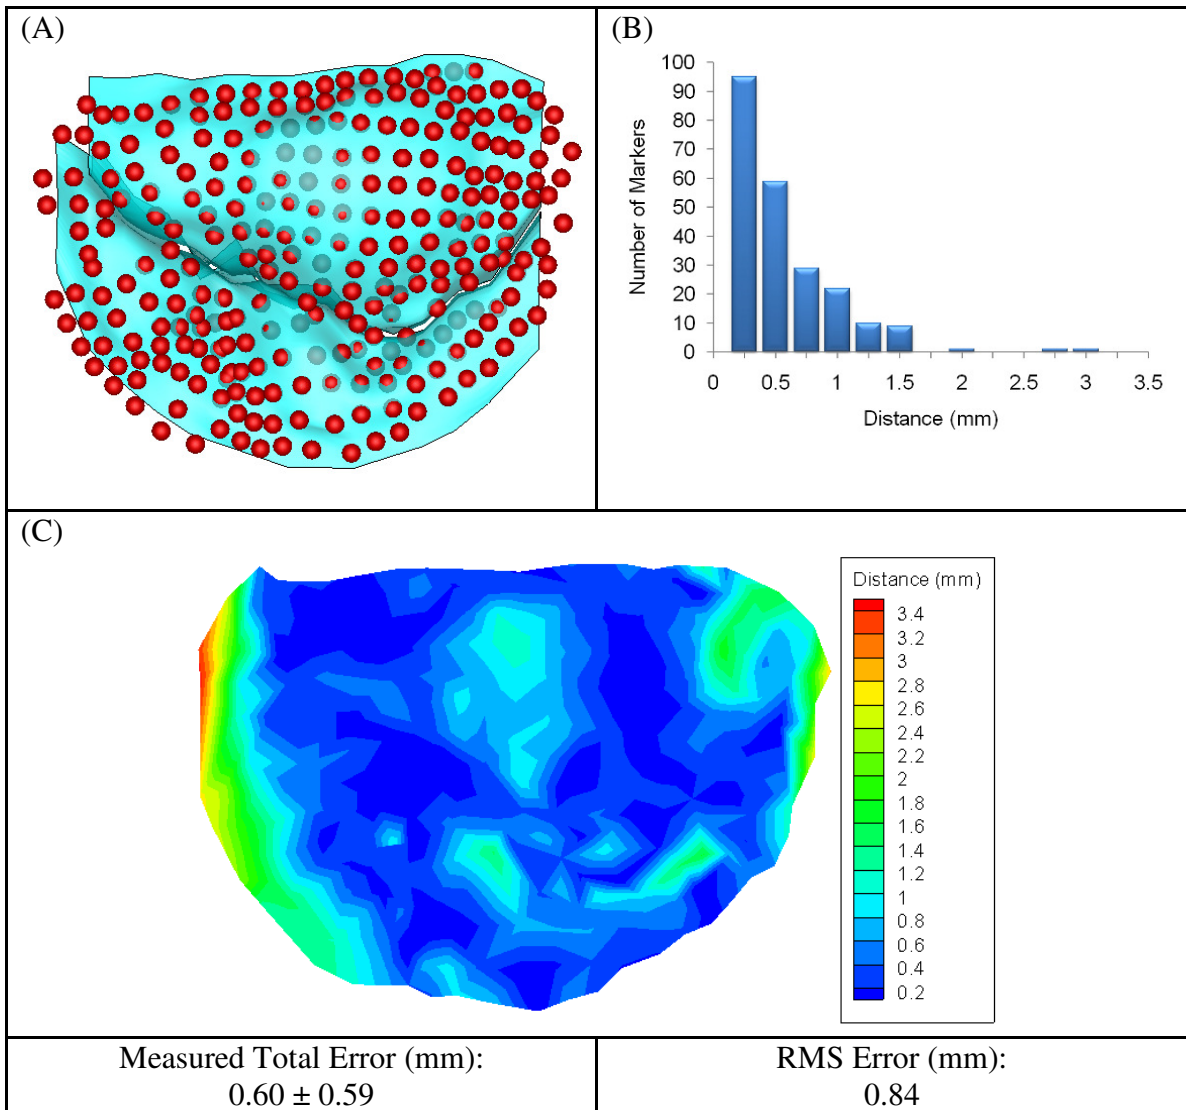 (A)
(B)
100
90
80
70
60
50
40
30
20
10
0
Number of Markers
0 0.5 1 1.5 2 2.5 3 3.5
Distance (mm)
(C)
Distance (mm)
3.4
3.2
3
2.8
2.6
2.4
2.2
2
1.8
1.6
1.4
1.2
1
0.8
0.6
0.4
0.2
Measured Total Error (mm):
0.60 ± 0.59
RMS Error (mm):
0.84